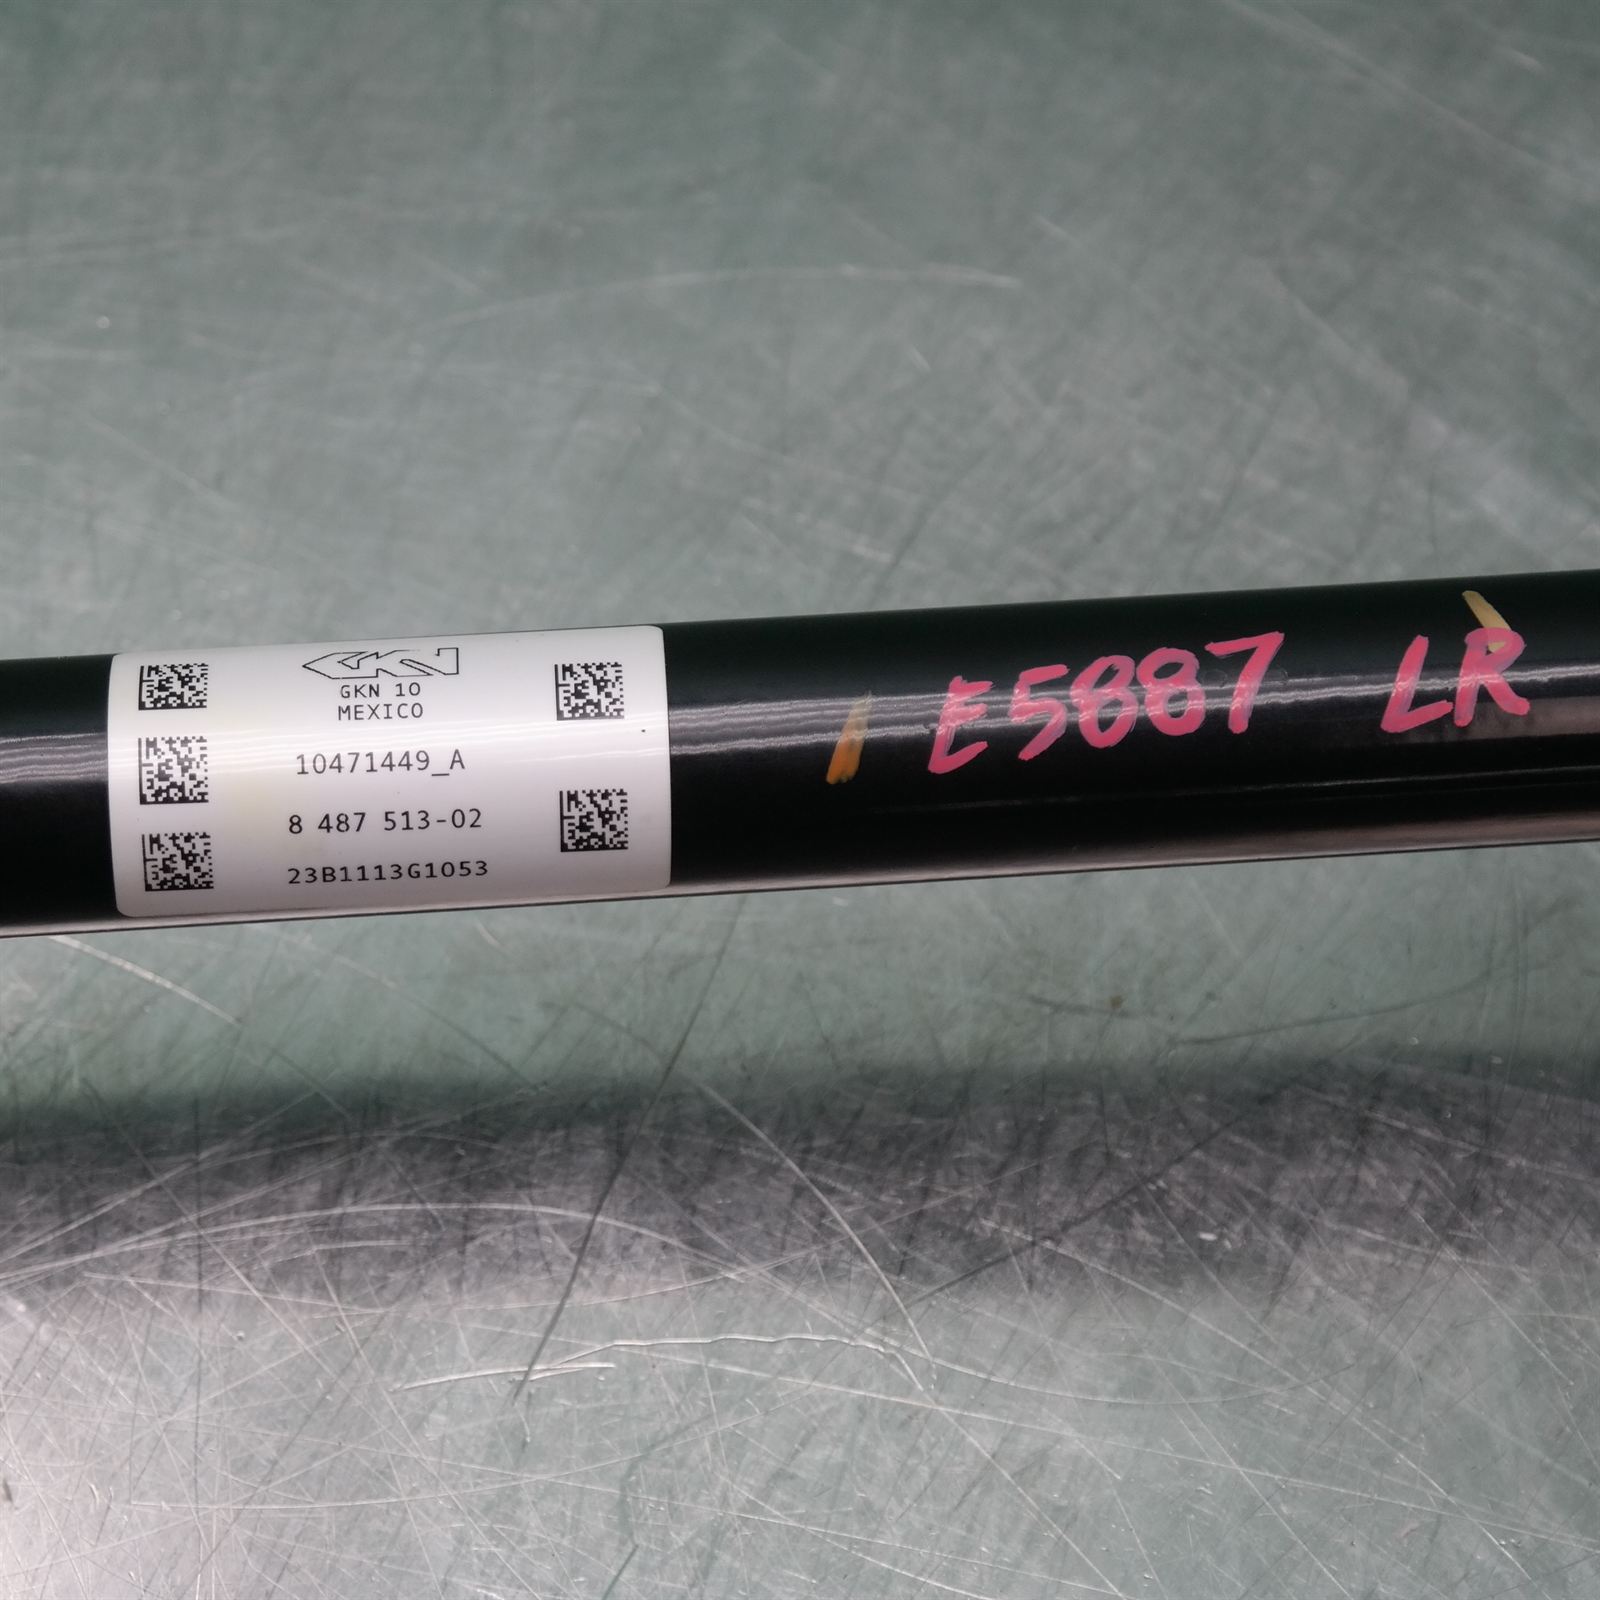 GKN
GKN 10
MEXICO
10471449_A
8 487 513-02
23B1113G1053
E5887 LR